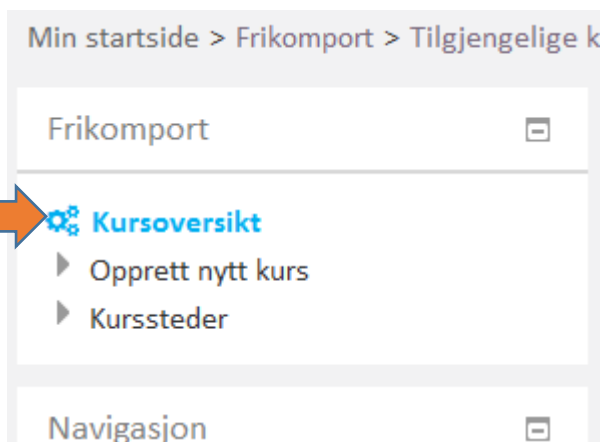 Min startside > Frikomport > Tilgjengelige k
Frikomport
Kursoversikt
Opprett nytt kurs
Kurssteder
Navigasjon